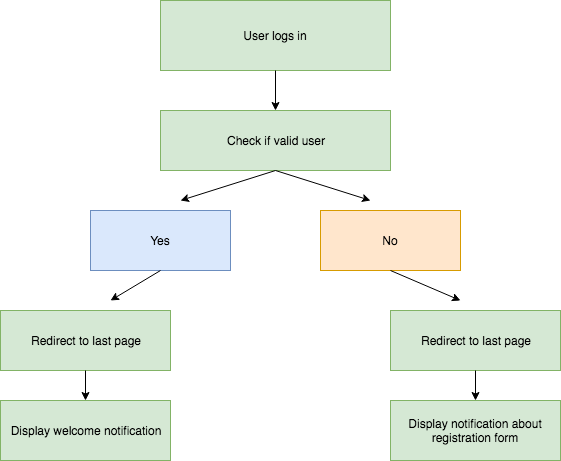 User logs in
Check if valid user
Yes
No
Redirect to last page
Redirect to last page
Display welcome notification
Display notification about
registration form